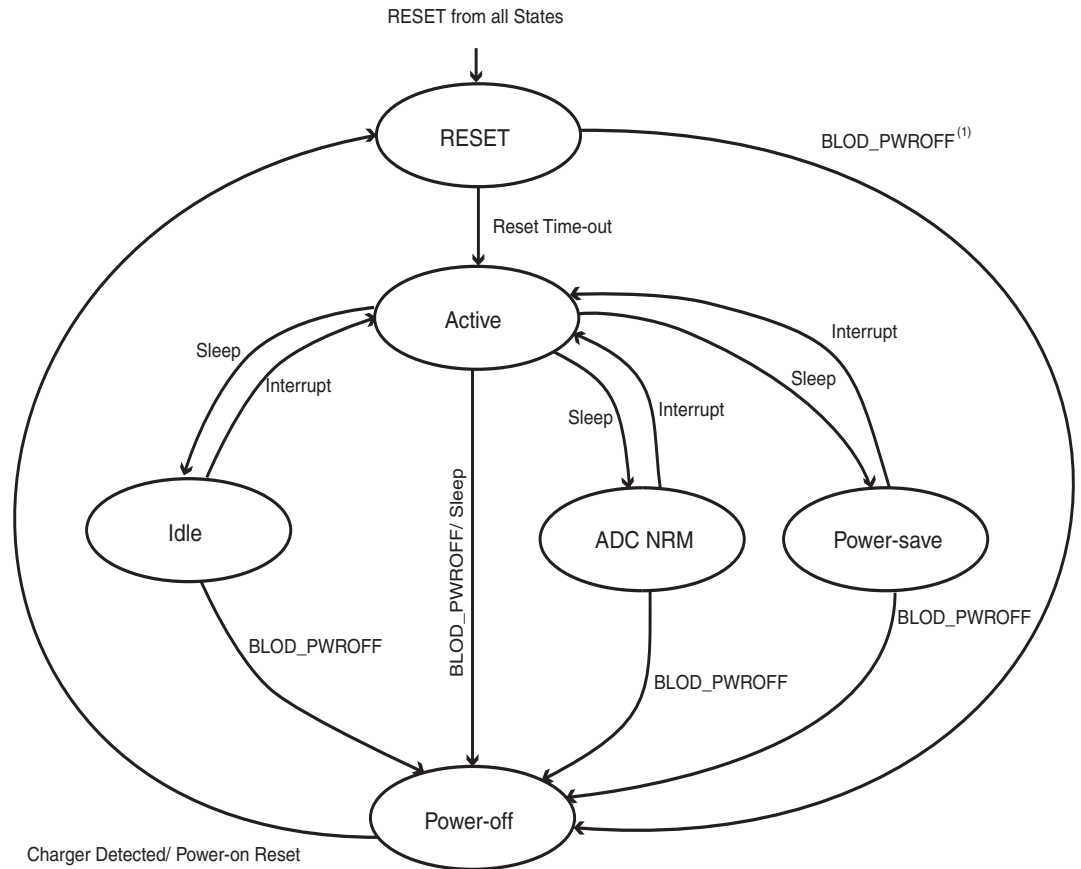 RESET from all States
RESET
BLOD_PWROFF(1)
Reset Time-out
Active
Interrupt
Sleep
Sleep
Interrupt
Sleep
Interrupt
BLOD_PWROFF/ Sleep
Idle
ADC NRM
Power-save
BLOD_PWROFF
BLOD_PWROFF
BLOD_PWROFF
Power-off
Charger Detected/ Power-on Reset